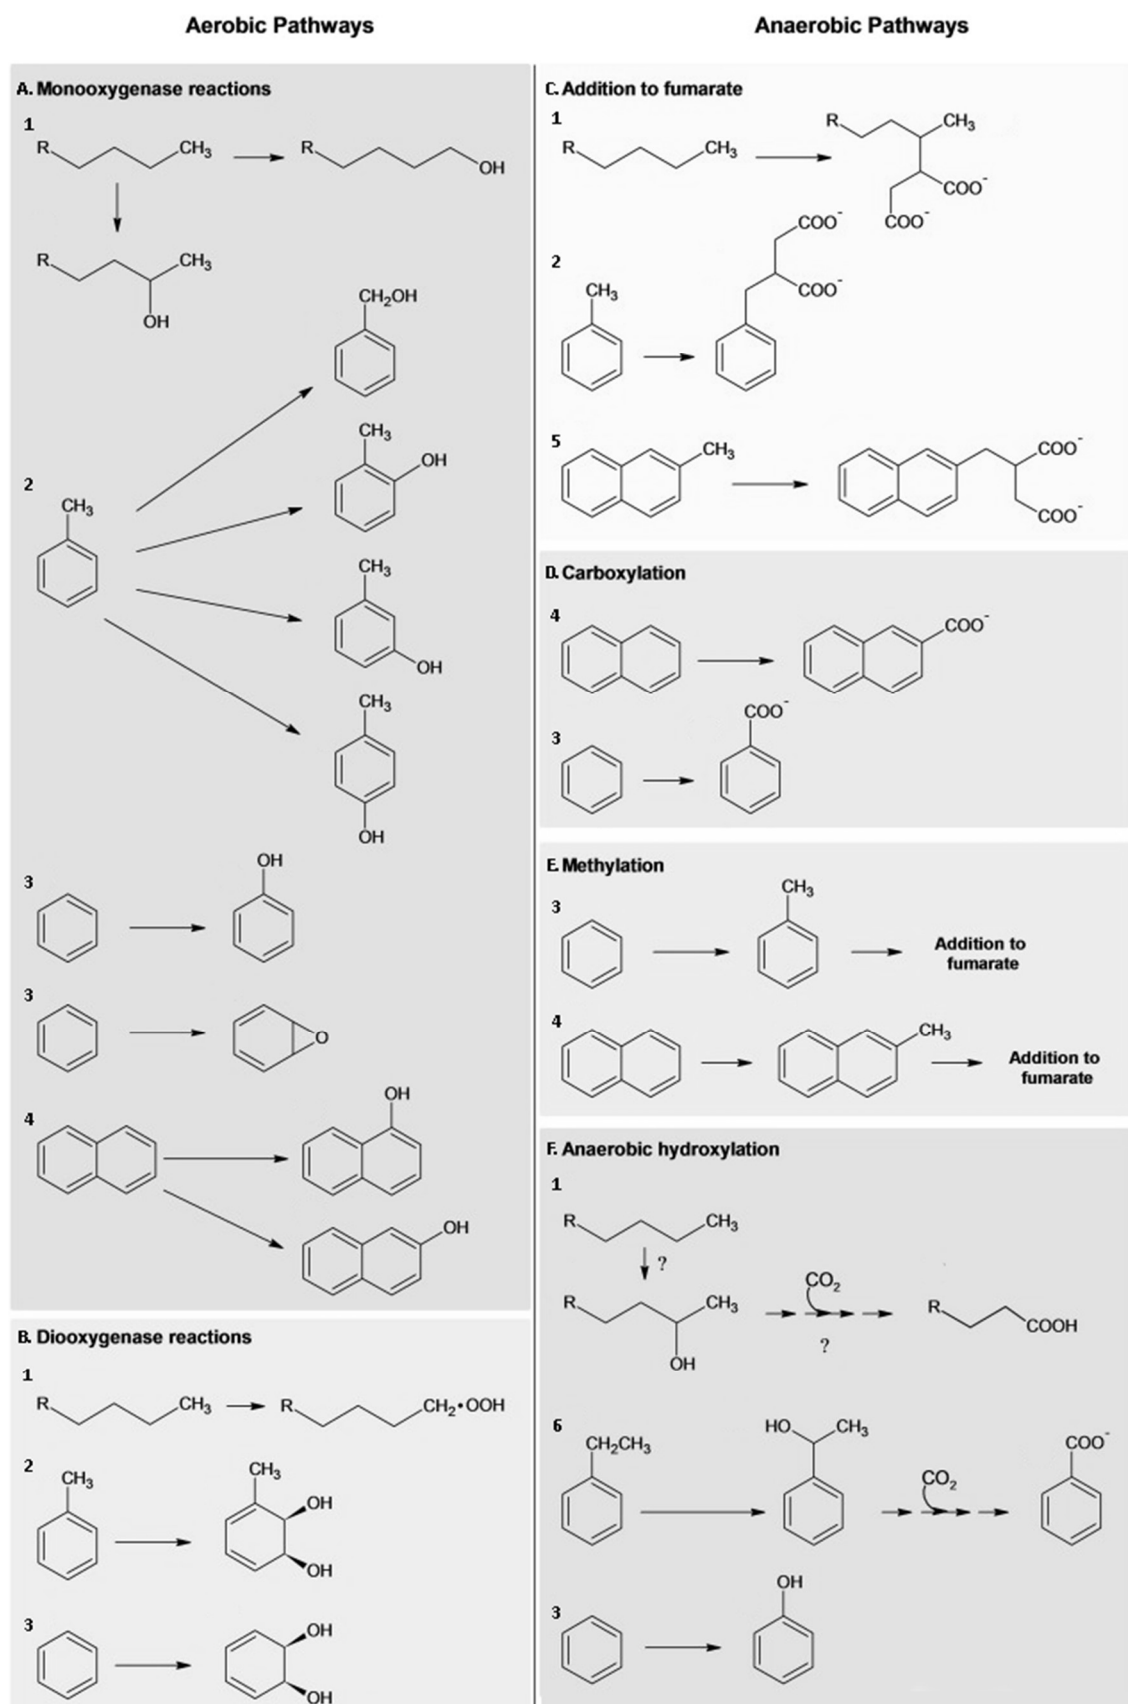 Aerobic Pathways
A. Monooxygenase reactions
1
R
CH₃
R
OH
R
CH₃
OH
2
CH₃
CH₂OH
CH₃
OH
CH₃
OH
CH₃
OH
3
OH
3
O
4
OH
OH
B. Diooxygenase reactions
1
R
CH₃
R
CH₂•OOH
2
CH₃
CH₃
OH
OH
3
OH
OH
Anaerobic Pathways
C. Addition to fumarate
1
R
CH₃
R
CH₃
COO⁻
COO⁻
2
CH₃
COO⁻
COO⁻
5
CH₃
COO⁻
COO⁻
D. Carboxylation
4
COO⁻
3
COO⁻
E. Methylation
3
CH₃
Addition to
fumarate
4
CH₃
Addition to
fumarate
F. Anaerobic hydroxylation
1
R
CH₃
?
R
CH₃
OH
CO₂
?
R
COOH
6
CH₂CH₃
HO
CH₃
CO₂
COO⁻
3
OH